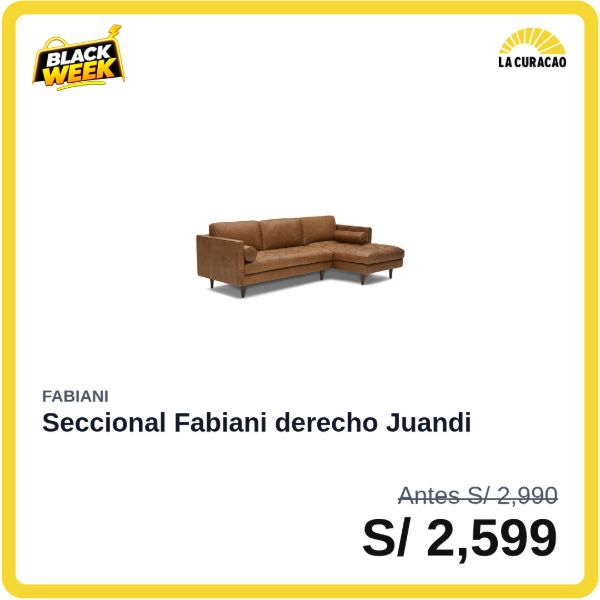 BLACK
WEEK
LA CURACAO
FABIANI
Seccional Fabiani derecho Juandi
Antes S/ 2,990
S/ 2,599